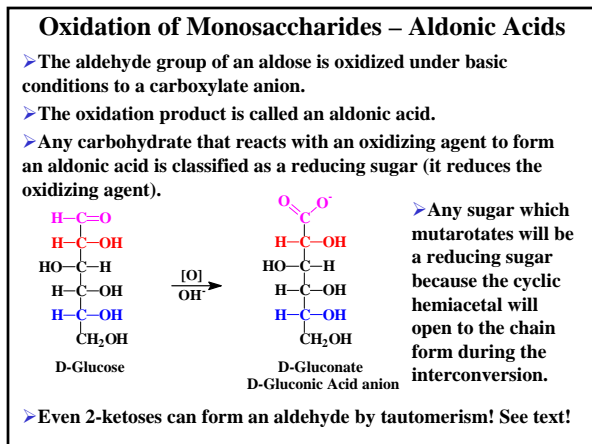 Oxidation of Monosaccharides – Aldonic Acids
➢The aldehyde group of an aldose is oxidized under basic
conditions to a carboxylate anion.
➢The oxidation product is called an aldonic acid.
➢Any carbohydrate that reacts with an oxidizing agent to form
an aldonic acid is classified as a reducing sugar (it reduces the
oxidizing agent).
H–C=O
H–C–OH
HO–C–H
H–C–OH
H–C–OH
CH₂OH
D-Glucose
[O]
OH⁻
O O⁻
C
H–C–OH
HO–C–H
H–C–OH
H–C–OH
CH₂OH
D-Gluconate
D-Gluconic Acid anion
➢Any sugar which
mutarotates will be
a reducing sugar
because the cyclic
hemiacetal will
open to the chain
form during the
interconversion.
➢Even 2-ketoses can form an aldehyde by tautomerism! See text!